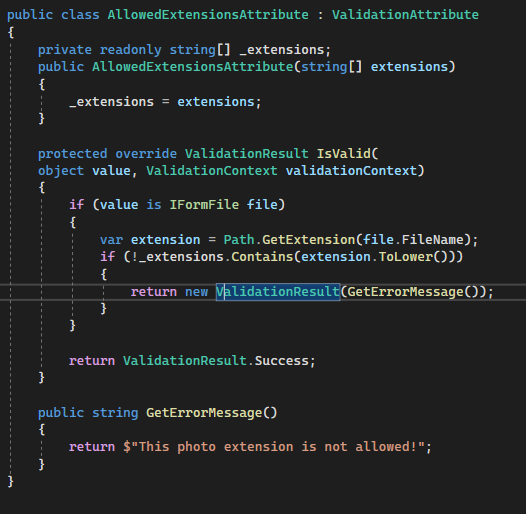 public class AllowedExtensionsAttribute : ValidationAttribute
{
    private readonly string[] _extensions;
    public AllowedExtensionsAttribute(string[] extensions)
    {
        _extensions = extensions;
    }

    protected override ValidationResult IsValid(
    object value, ValidationContext validationContext)
    {
        if (value is IFormFile file)
        {
            var extension = Path.GetExtension(file.FileName);
            if (!_extensions.Contains(extension.ToLower()))
            {
                return new ValidationResult(GetErrorMessage());
            }
        }

        return ValidationResult.Success;
    }

    public string GetErrorMessage()
    {
        return $"This photo extension is not allowed!";
    }
}